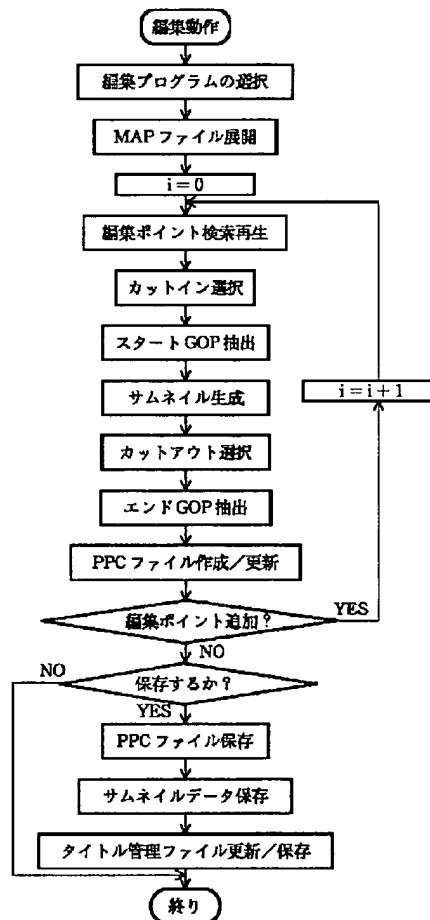 編集動作
編集プログラムの選択
MAPファイル展開
i=0
編集ポイント検索再生
カットイン選択
スタートGOP抽出
サムネイル生成
i=i+1
カットアウト選択
エンドGOP抽出
PPCファイル作成/更新
編集ポイント追加?
YES
NO
保存するか?
NO
YES
PPCファイル保存
サムネイルデータ保存
タイトル管理ファイル更新/保存
終り